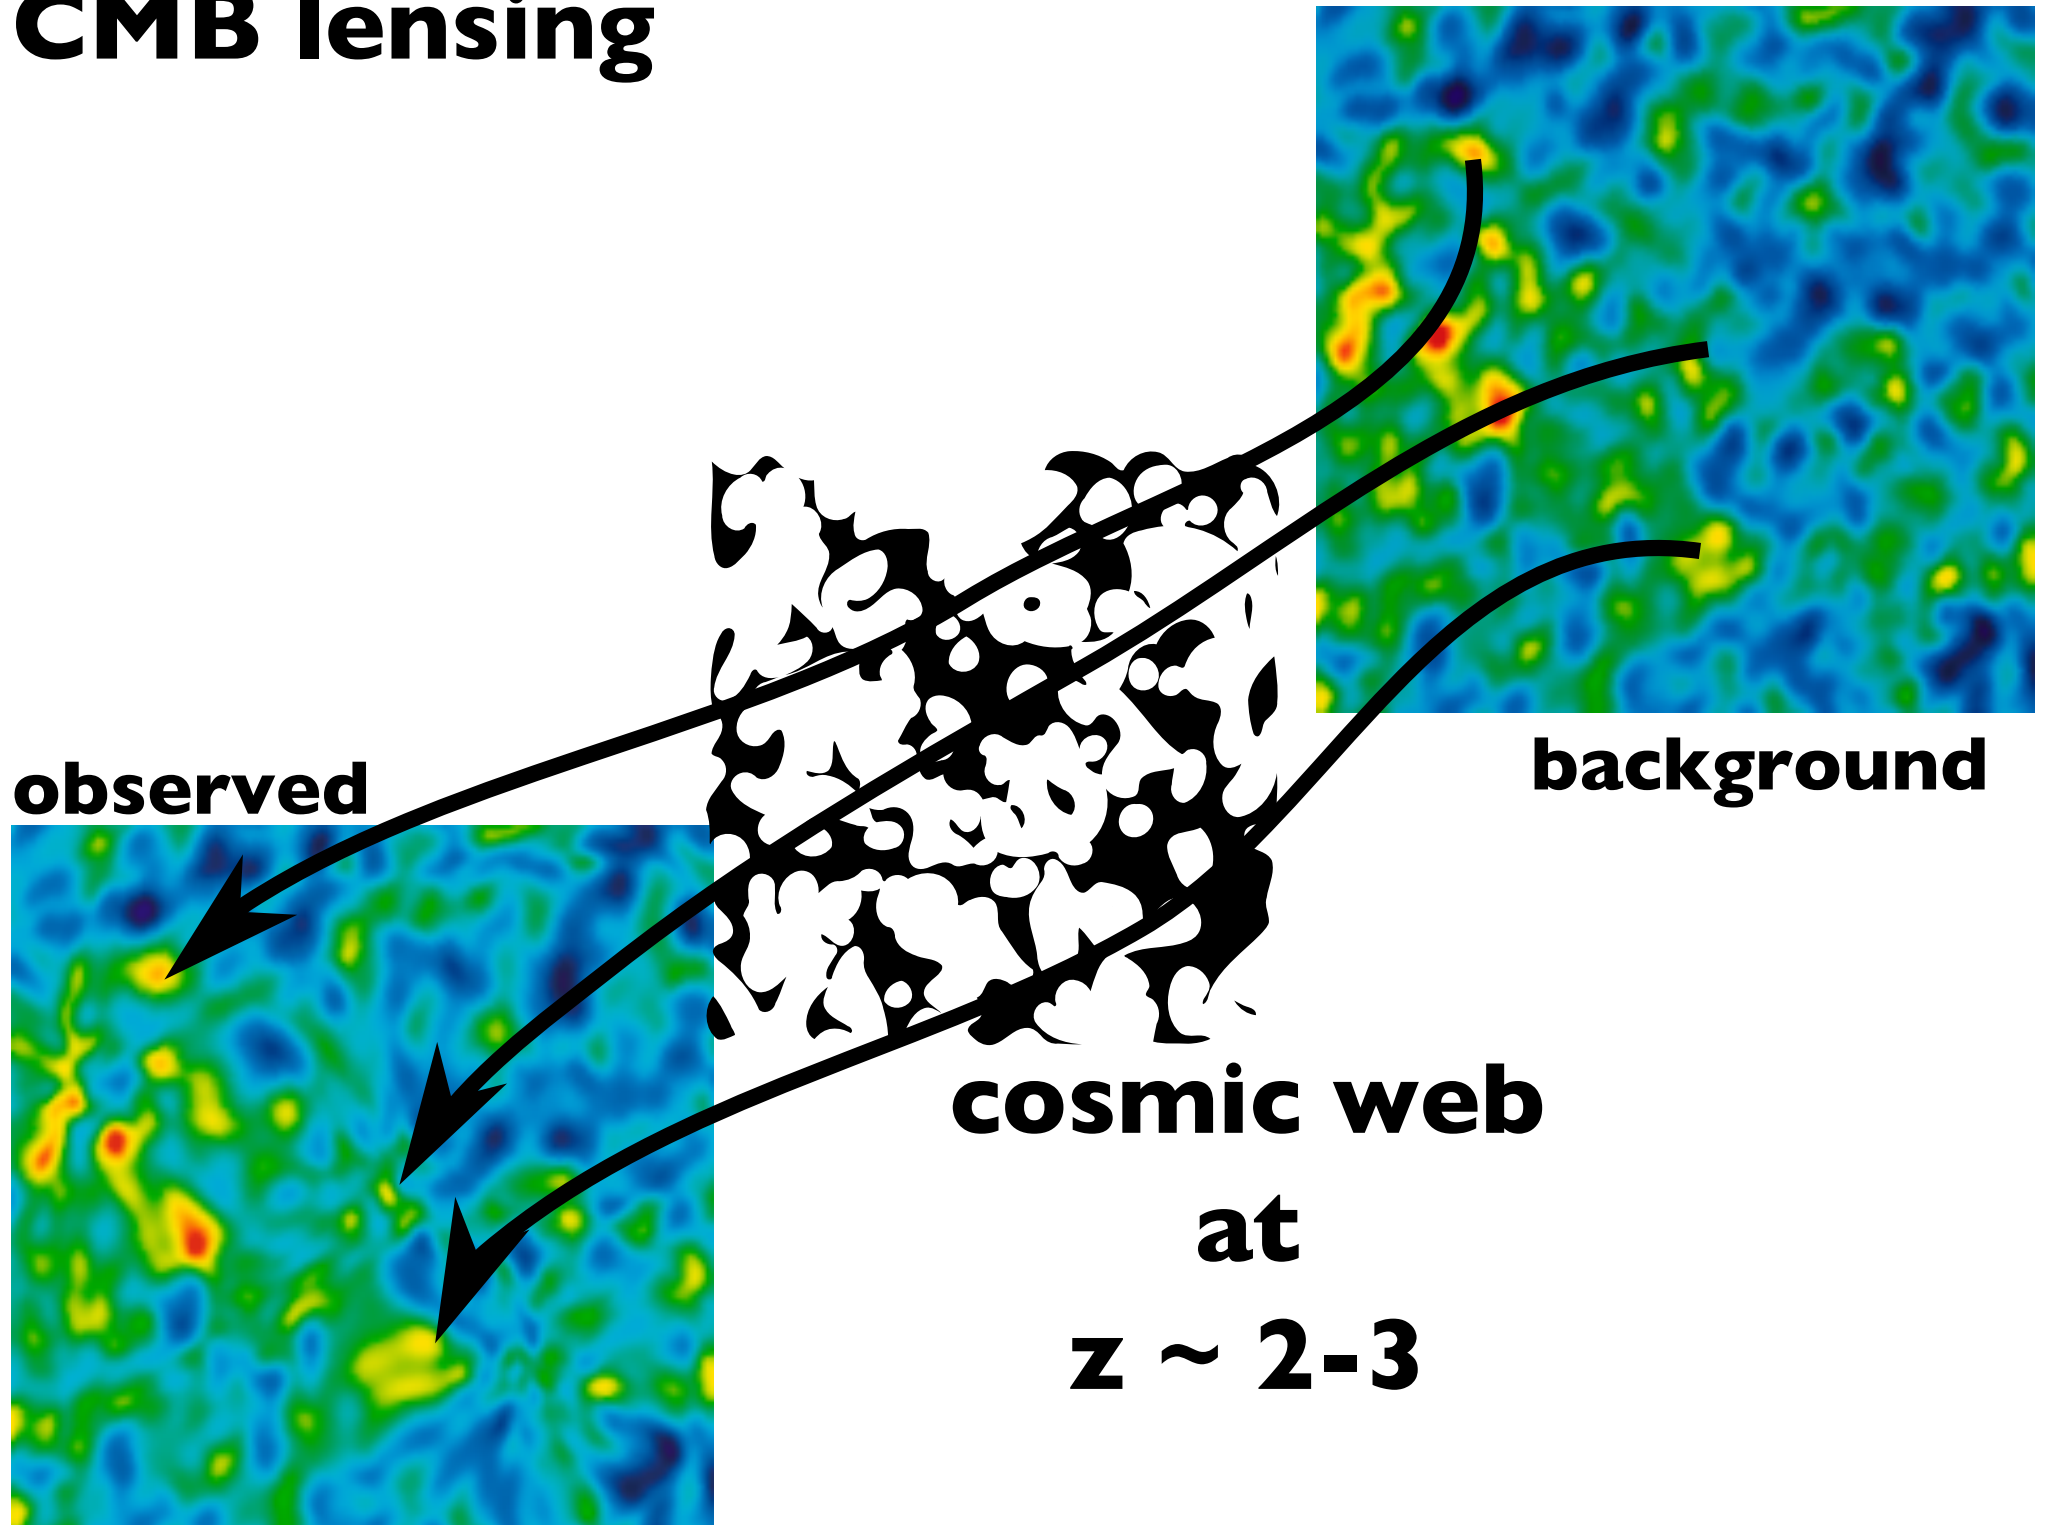 CMB lensing
background
observed
cosmic web
at
z ~ 2-3